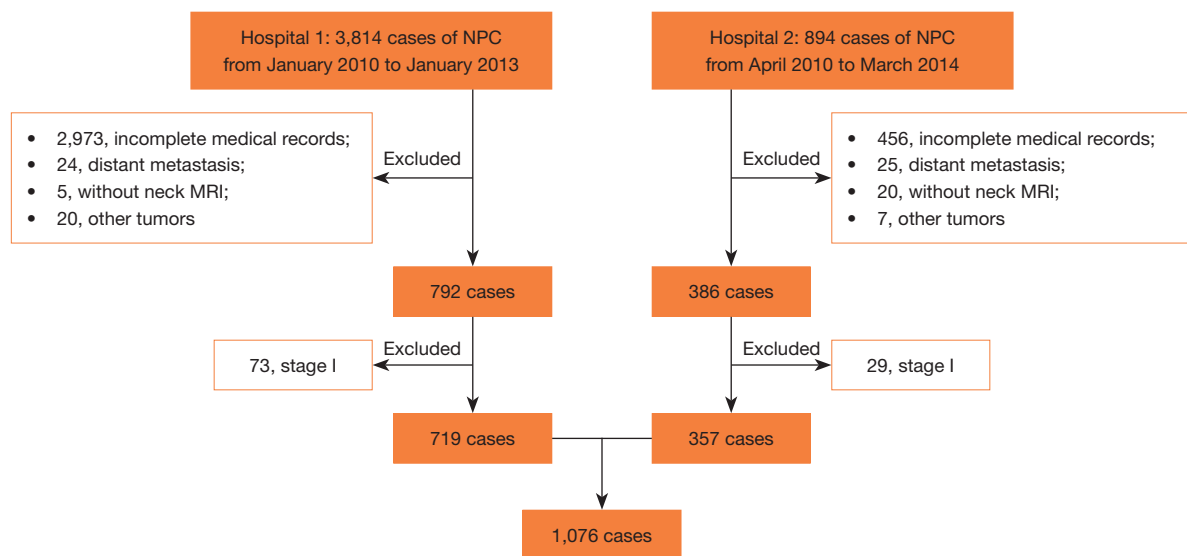 Hospital 1: 3,814 cases of NPC
from January 2010 to January 2013
Hospital 2: 894 cases of NPC
from April 2010 to March 2014
• 2,973, incomplete medical records;
• 24, distant metastasis;
• 5, without neck MRI;
• 20, other tumors
Excluded
Excluded
• 456, incomplete medical records;
• 25, distant metastasis;
• 20, without neck MRI;
• 7, other tumors
792 cases
386 cases
73, stage I
Excluded
Excluded
29, stage I
719 cases
357 cases
1,076 cases